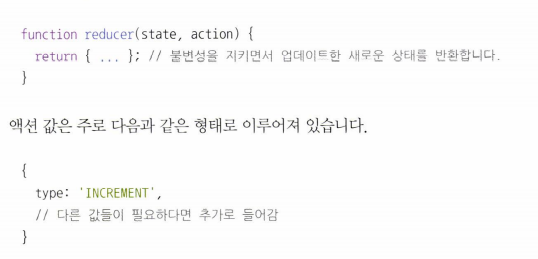 function reducer(state, action) {
return { ... }; // 불변성을 지키면서 업데이트한 새로운 상태를 반환합니다.
}
액션 값은 주로 다음과 같은 형태로 이루어져 있습니다.
{
type: 'INCREMENT',
// 다른 값들이 필요하다면 추가로 들어감
}